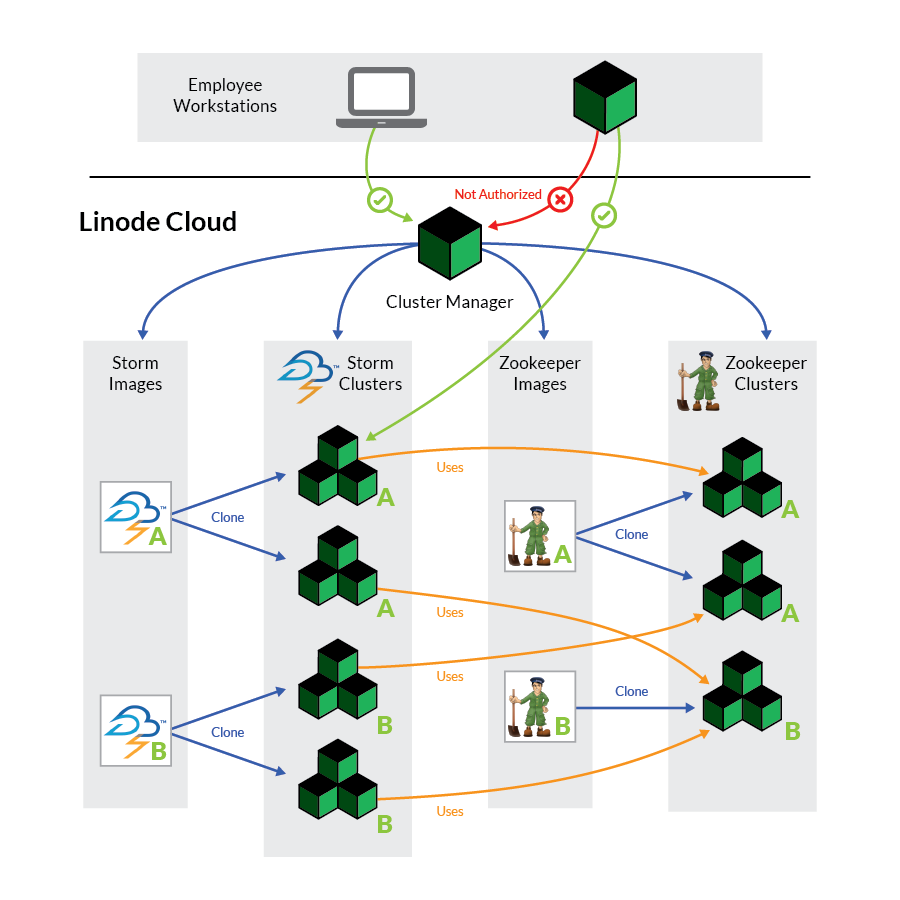 Employee
Workstations
Not Authorized
Linode Cloud
Cluster Manager
Storm
Images
Storm
Clusters
Zookeeper
Images
Zookeeper
Clusters
™
Uses
A
A
™
A
Clone
A
Clone
A
A
Uses
A
Uses
B
Clone
B
B
™
B
Clone
B
Uses
B